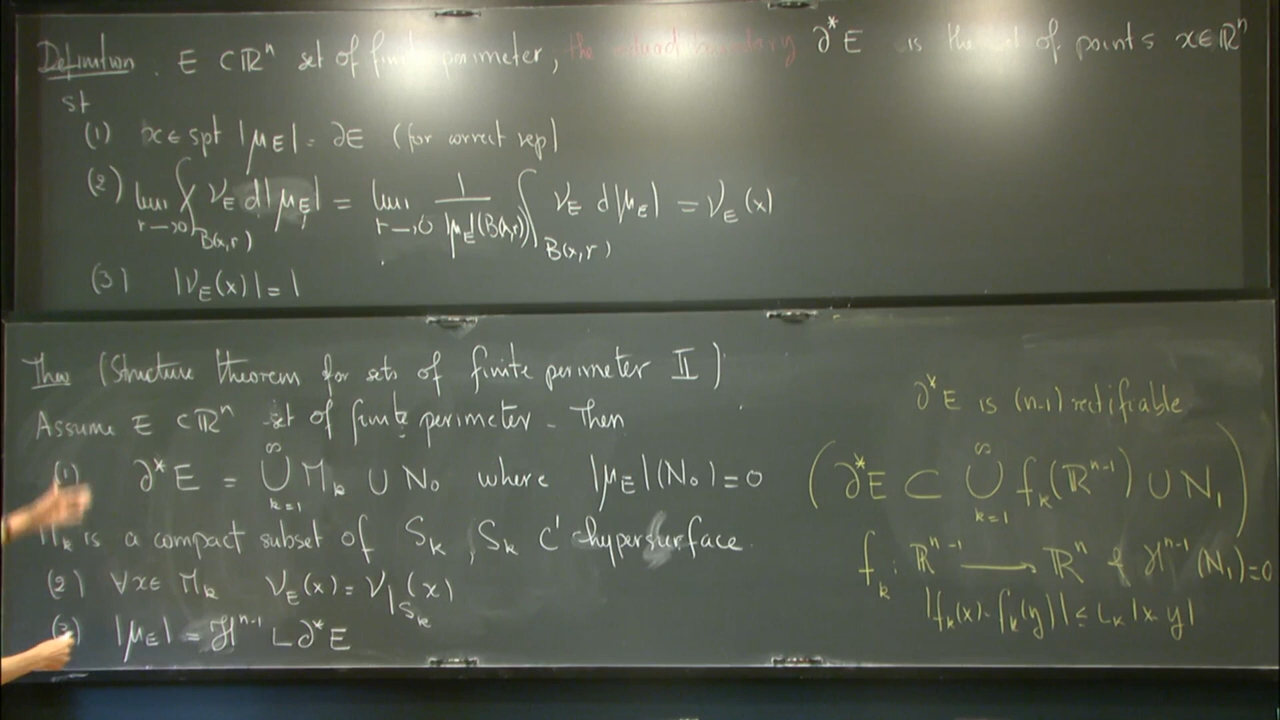 Definition. E ⊂ ℝⁿ set of finite perimeter, the reduced boundary ∂*E is the set of points x∈ℝⁿ
st
(1) x ∈ spt |μ_E| = ∂E (for correct rep)
(2) lim_{r→0} ⨍_{B(x,r)} ν_E d|μ_E| = lim_{r→0} 1/|μ_E|(B(x,r)) ∫_{B(x,r)} ν_E d|μ_E| = ν_E(x)
(3) |ν_E(x)| = 1
Thm (Structure theorem for sets of finite perimeter II)
Assume E ⊂ ℝⁿ set of finite perimeter - Then
(1) ∂*E = ⋃_{k=1}^∞ M_k ∪ N₀ where |μ_E|(N₀) = 0
M_k is a compact subset of S_k, S_k C¹-hypersurface.
(2) ∀x∈ M_k ν_E(x) = ν|_{S_k}(x)
(3) |μ_E| = ℋ^{n-1} ∟ ∂*E
∂*E is (n-1) rectifiable
(∂*E ⊂ ⋃_{k=1}^∞ f_k(ℝ^{n-1}) ∪ N₁)
f_k : ℝ^{n-1} → ℝⁿ & ℋ^{n-1}(N₁)=0
|f_k(x) - f_k(y)| ≤ L_k |x-y|